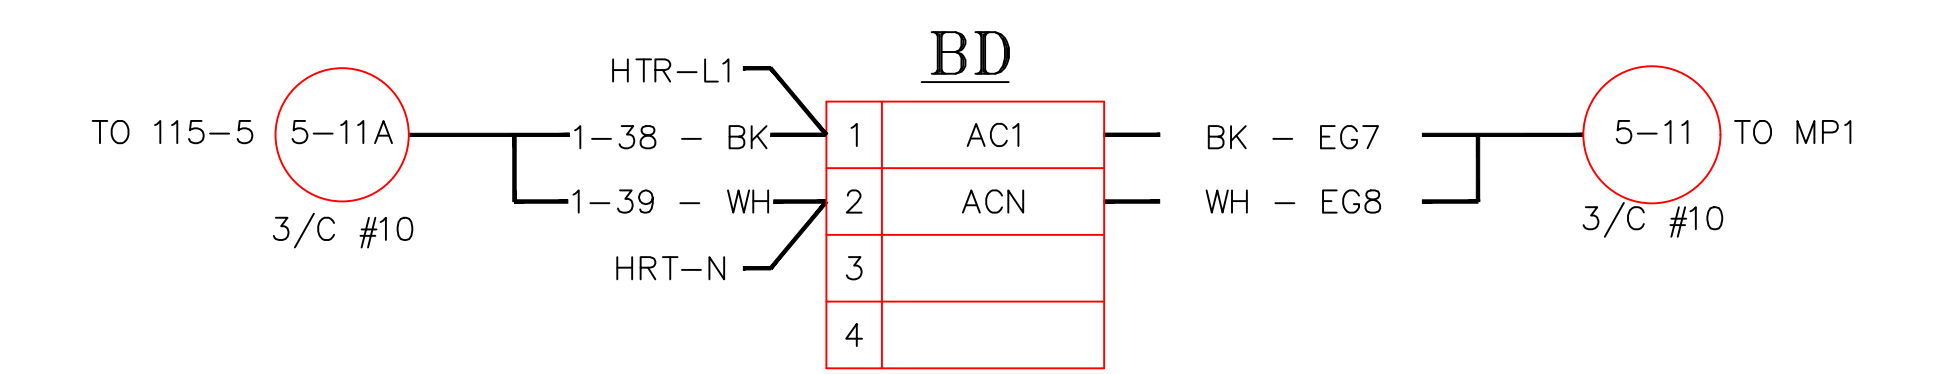 BD
HTR-L1
TO 115-5 5-11A 1-38 - BK 1 AC1 BK - EG7 5-11 TO MP1
1-39 - WH 2 ACN WH - EG8
3/C #10 3/C #10
HRT-N 3
4